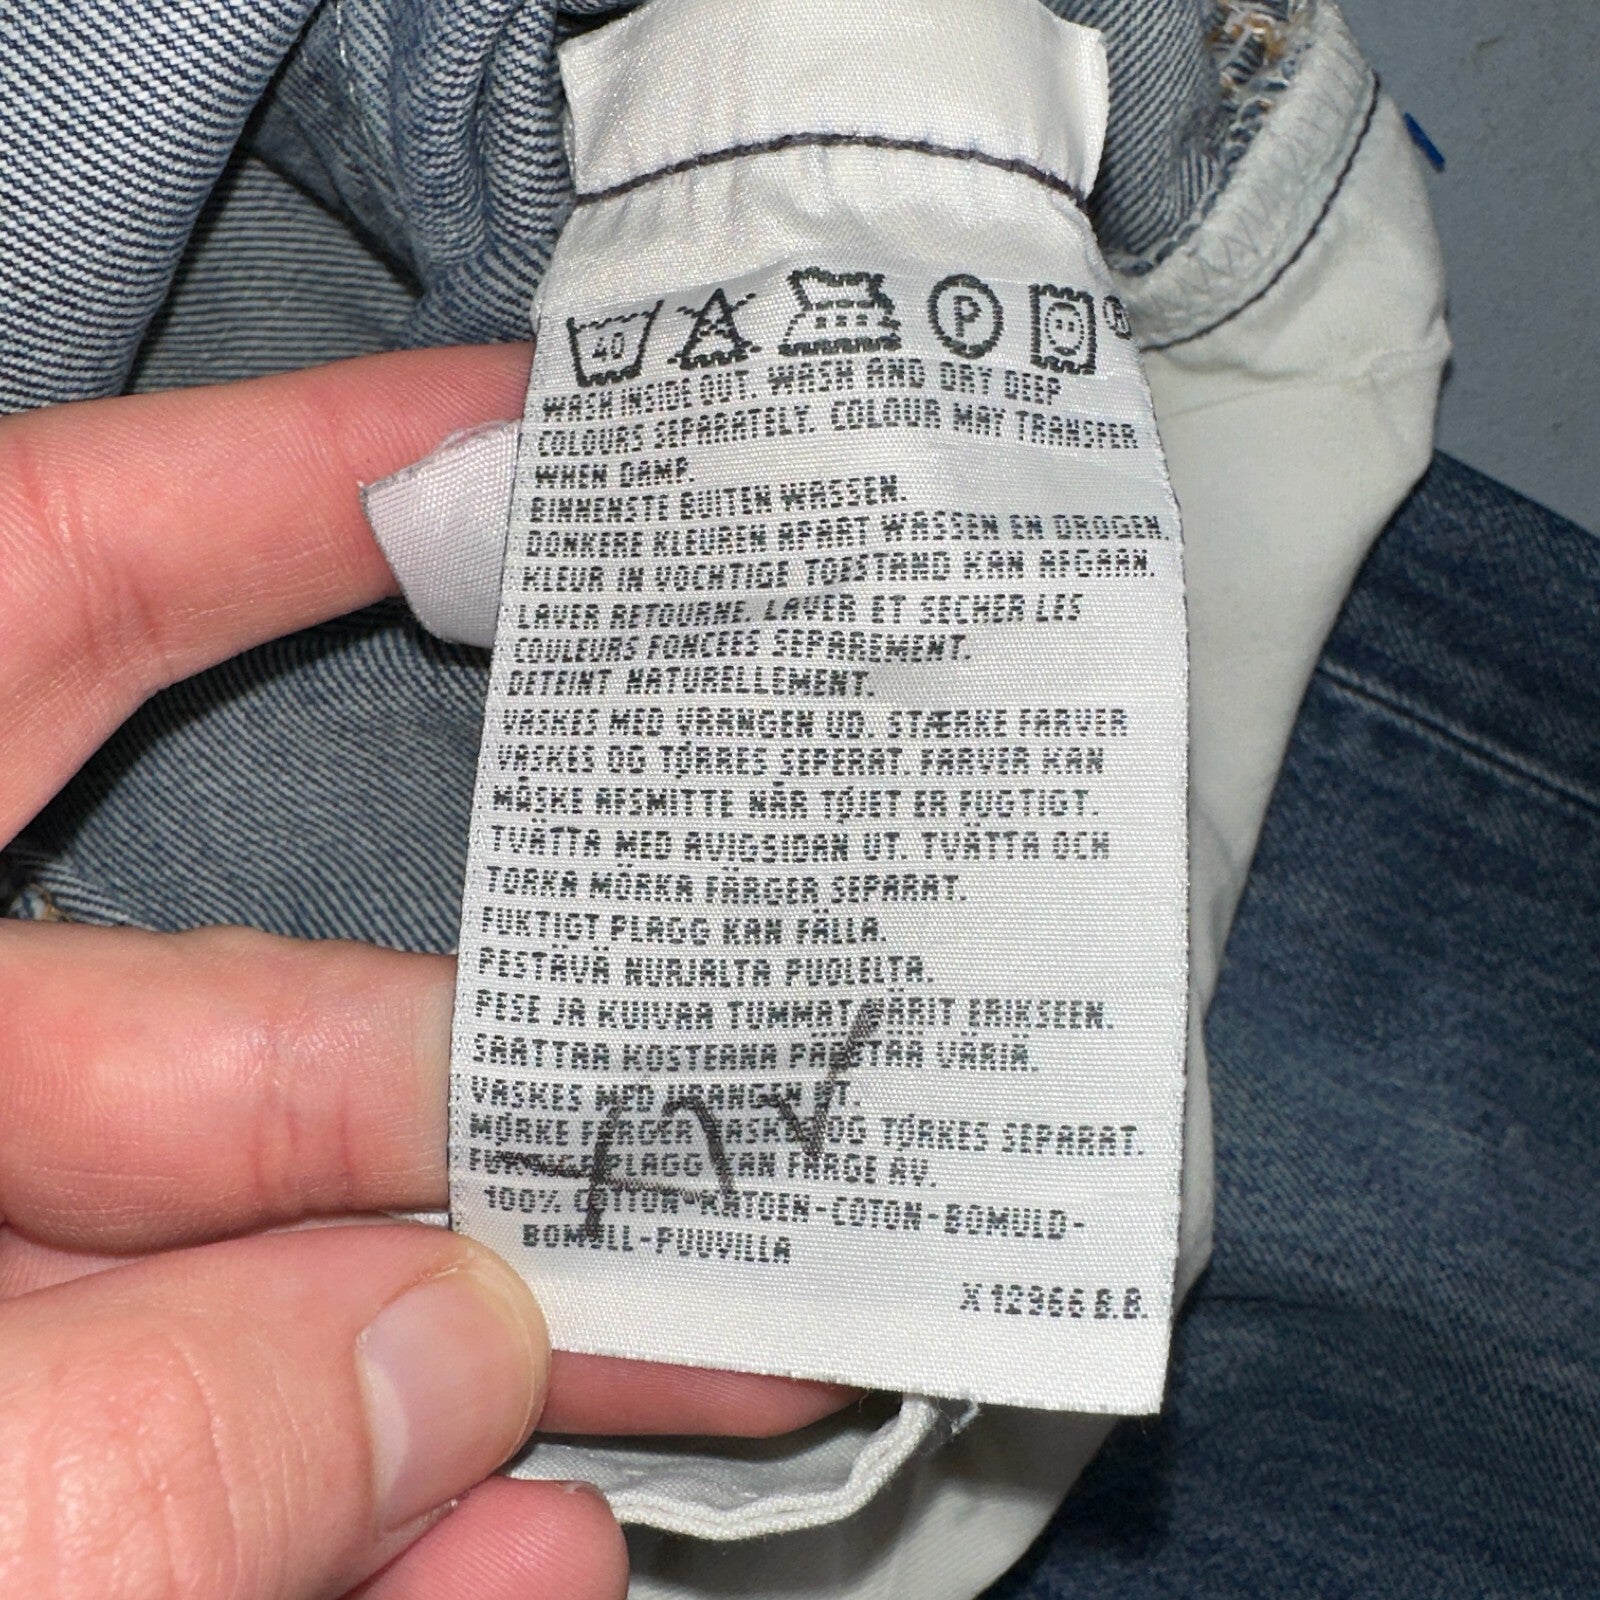 40 P ®
WASH INSIDE OUT. WASH AND DRY DEEP
COLOURS SEPARATELY. COLOUR MAY TRANSFER
WHEN DAMP.
BINNENSTE BUITEN WASSEN.
DONKERE KLEUREN APART WASSEN EN DROGEN.
KLEUR IN VOCHTIGE TOESTAND KAN AFGAAN.
LAVER RETOURNE. LAVER ET SECHER LES
COULEURS FONCEES SEPAREMENT.
DETEINT NATURELLEMENT.
VASKES MED VRANGEN UD. STÆRKE FARVER
VASKES OG TØRRES SEPERAT. FARVER KAN
MÅSKE AFSMITTE NÅR TØJET ER FUGTIGT.
TVÄTTA MED AVIGSIDAN UT. TVÄTTA OCH
TORKA MÖRKA FÄRGER SEPARAT.
FUKTIGT PLAGG KAN FÄLLA.
PESTÄVÄ NURJALTA PUOLELTA.
PESE JA KUIVAA TUMMAT VÄRIT ERIKSEEN.
SAATTAA KOSTEANA PÄÄSTÄÄ VÄRIÄ.
VASKES MED VRANGEN UT.
MØRKE FARGER VASKES OG TØRKES SEPARAT.
PLAGG KAN FARGE AV.
100% COTTON-KATOEN-COTON-BOMULD-
BOMULL-PUUVILLA
X12966 B.B.